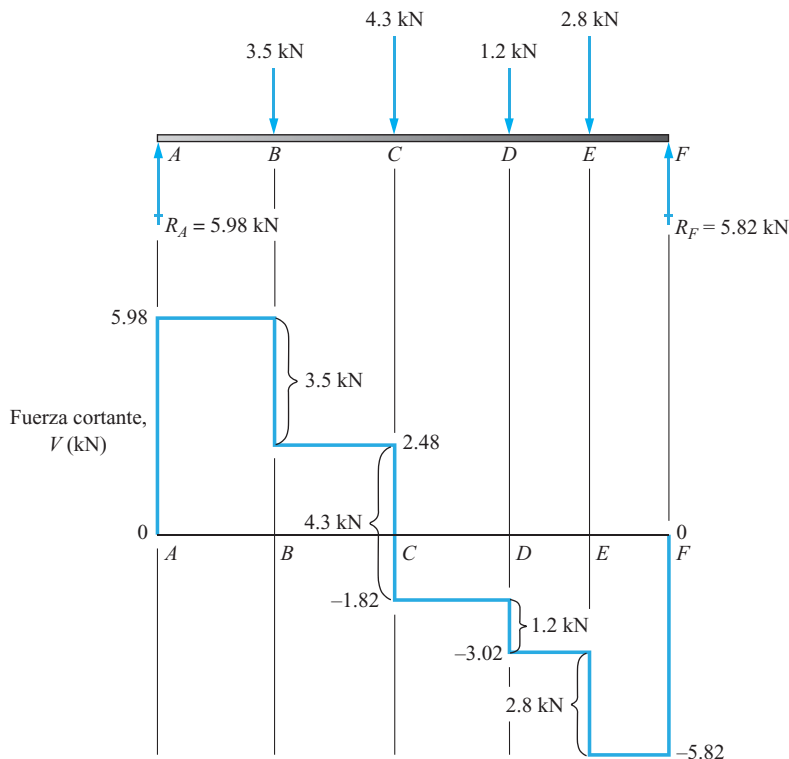 4.3 kN
3.5 kN
1.2 kN
2.8 kN
A
B
C
D
E
F
R_A = 5.98 kN
R_F = 5.82 kN
5.98
3.5 kN
Fuerza cortante,
V (kN)
2.48
4.3 kN
0
0
A
B
C
D
E
F
–1.82
1.2 kN
–3.02
2.8 kN
–5.82